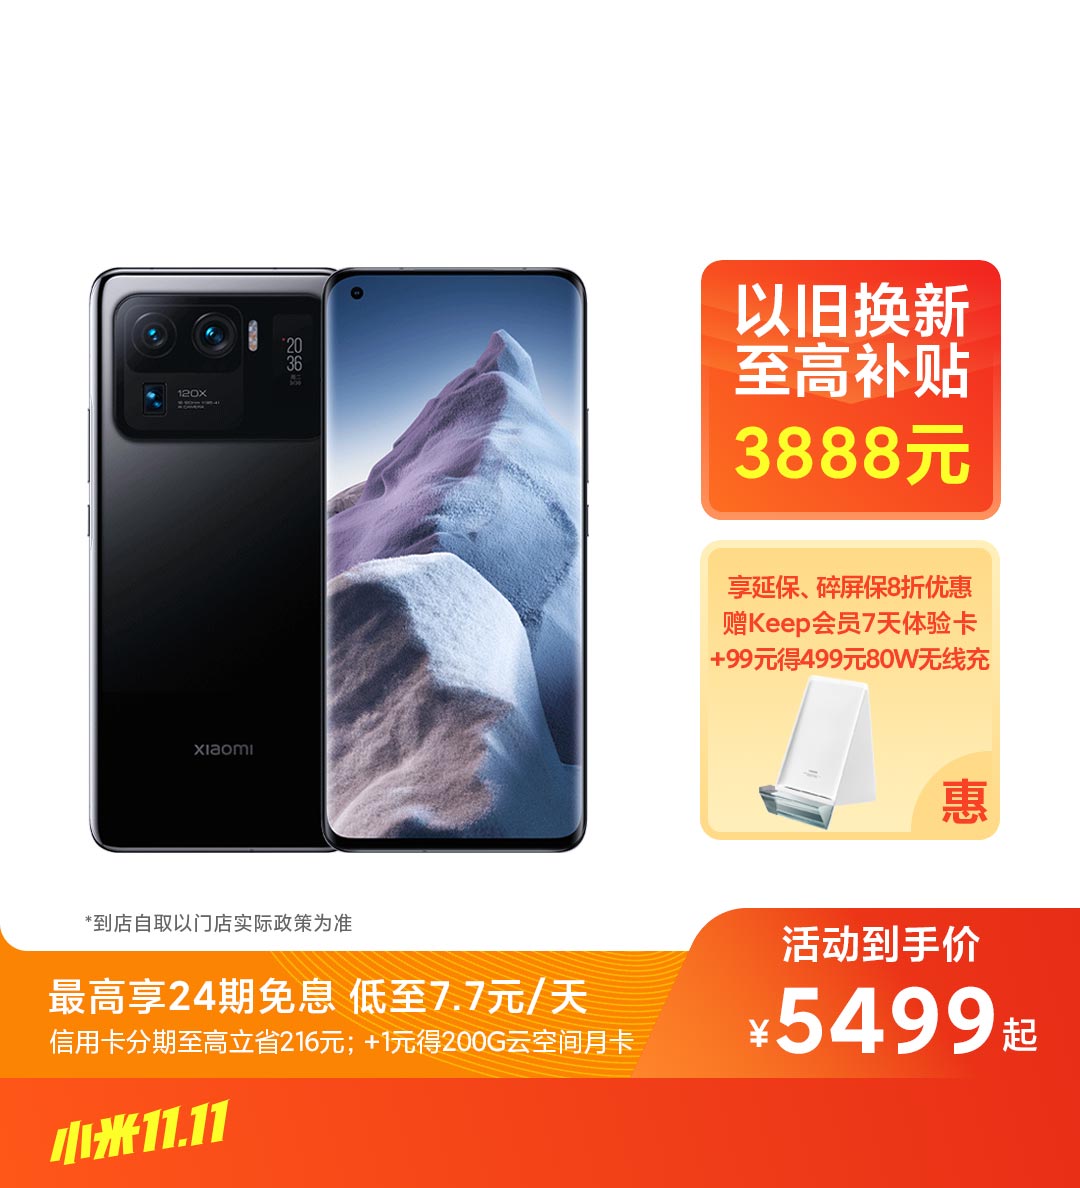 以旧换新
至高补贴
3888元
20
36
120X
XIAOMI
享延保、碎屏保8折优惠
赠Keep会员7天体验卡
+99元得499元80W无线充
惠
*到店自取以门店实际政策为准
活动到手价
¥5499起
最高享24期免息 低至7.7元/天
信用卡分期至高立省216元；+1元得200G云空间月卡
小米11.11